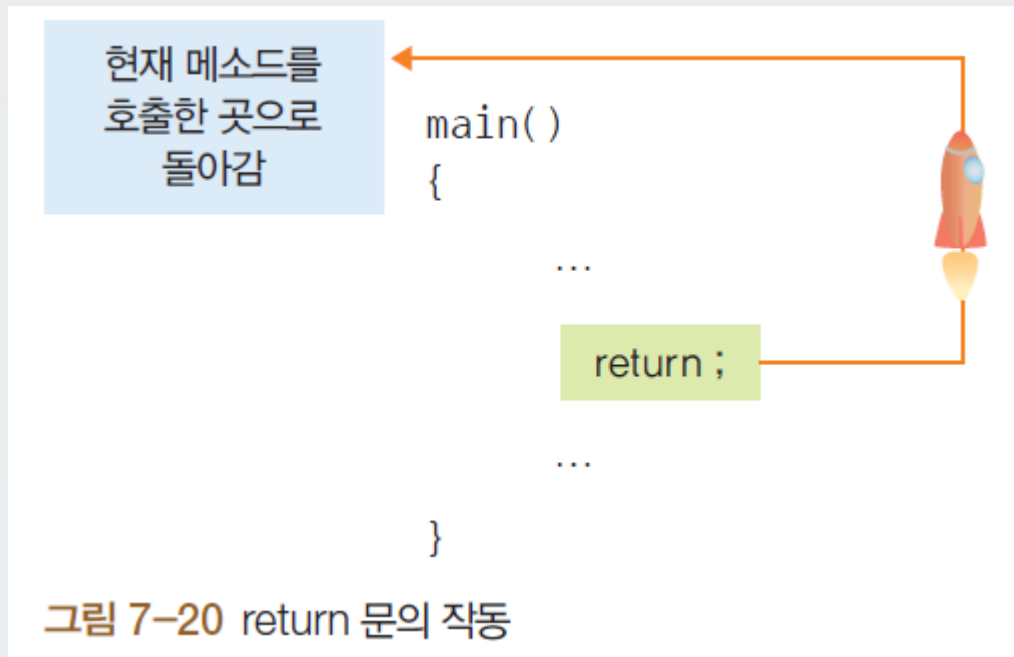 현재 메소드를
호출한 곳으로
돌아감
main()
{
...
return ;
...
}
그림 7-20 return 문의 작동